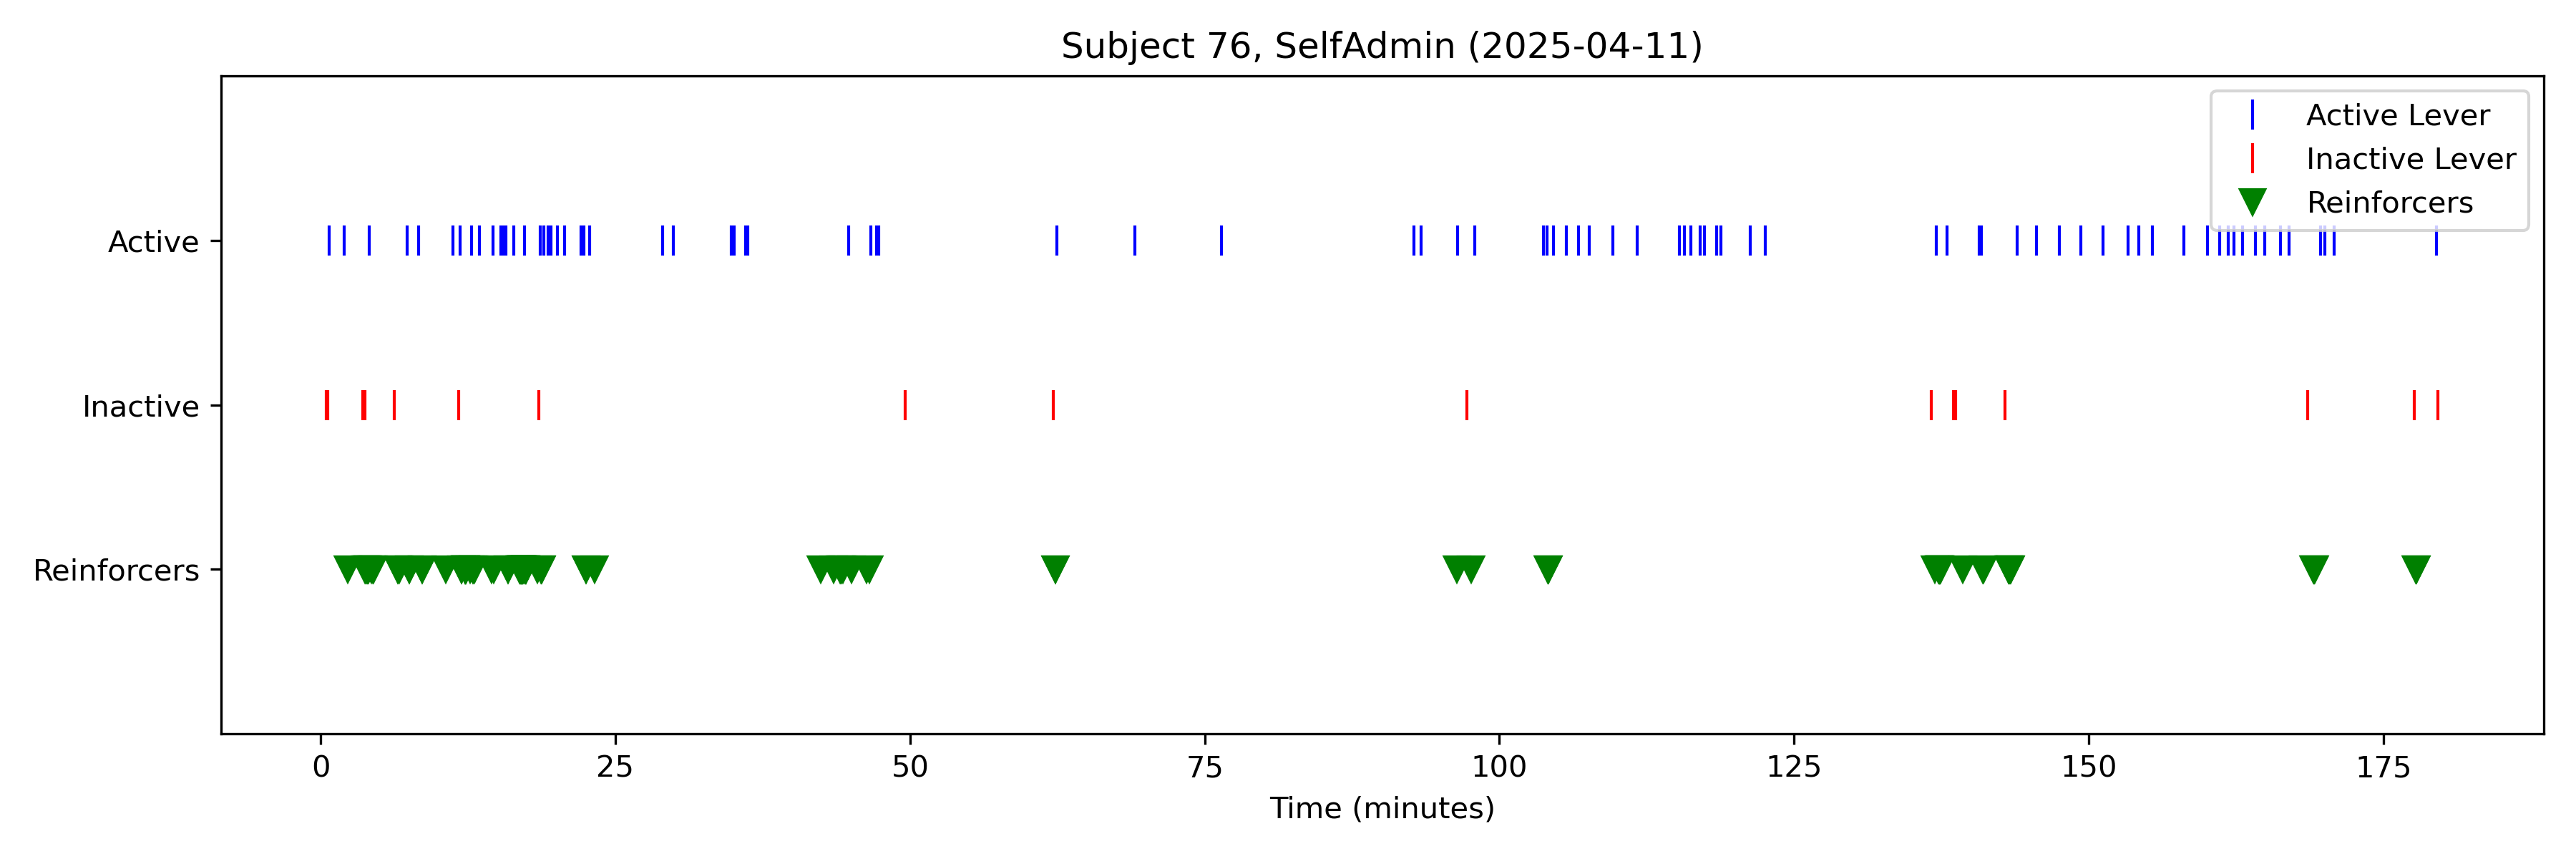 Subject 76, SelfAdmin (2025-04-11)
Active Lever
Inactive Lever
Reinforcers
Active
Inactive
Reinforcers
0 25 50 75 100 125 150 175
Time (minutes)